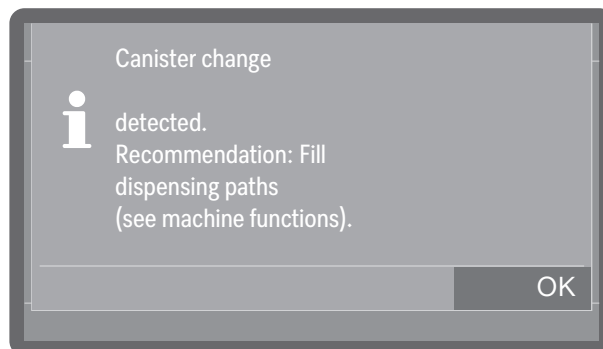 Canister change
detected.
Recommendation: Fill
dispensing paths
(see machine functions).
OK